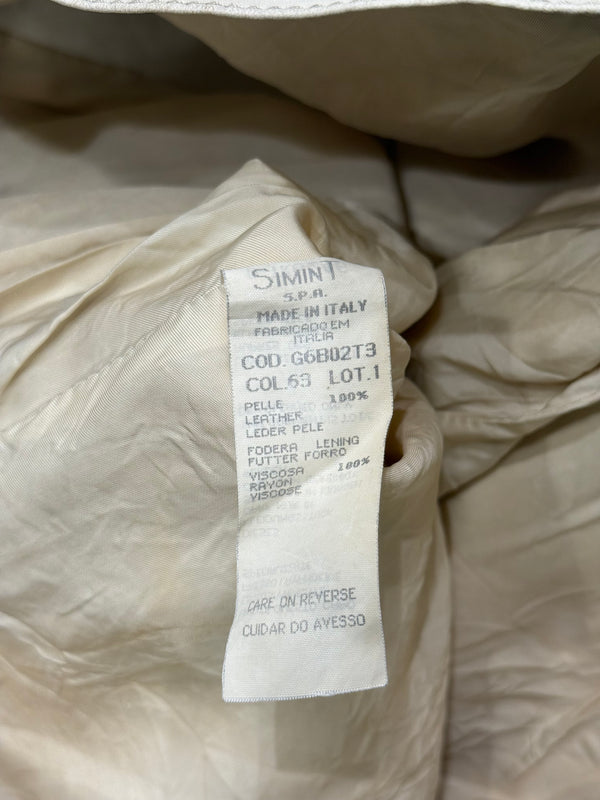 SIMINT
S.P.A.
MADE IN ITALY
FABRICADO EM
ITALIA
COD. G6B02T3
COL.63 LOT.1
PELLE 100%
LEATHER
LEDER PELE
FODERA LENING
FUTTER FORRO
VISCOSA 100%
RAYON
VISCOSE
CARE ON REVERSE
CUIDAR DO AVESSO